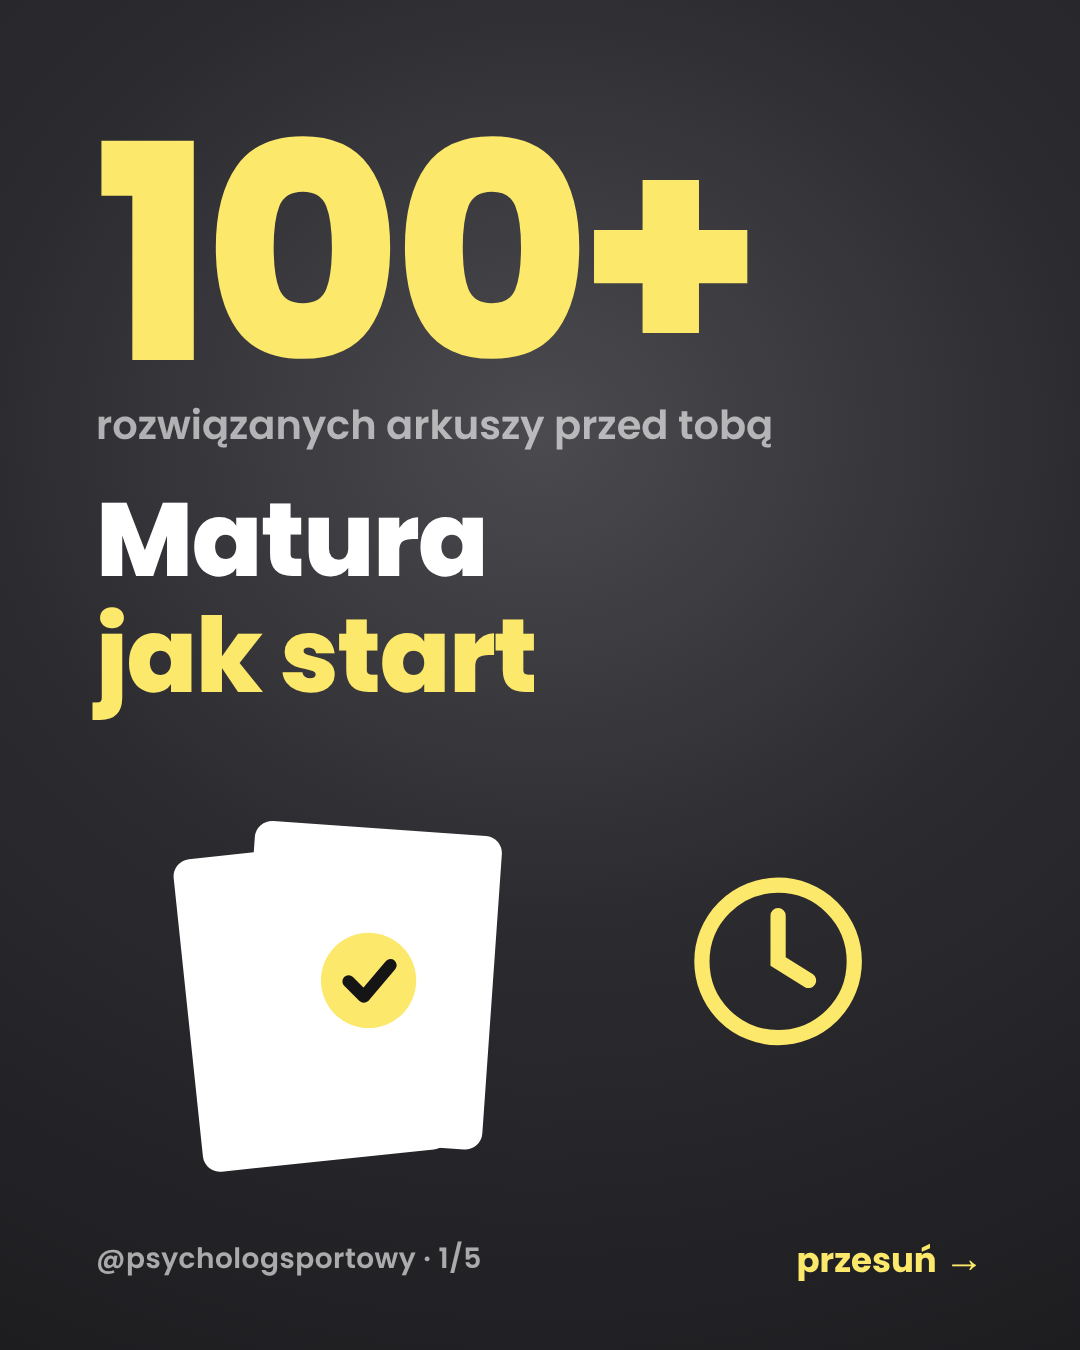 100+
rozwiązanych arkuszy przed tobą
Matura
jak start
@psychologsportowy · 1/5
przesuń →